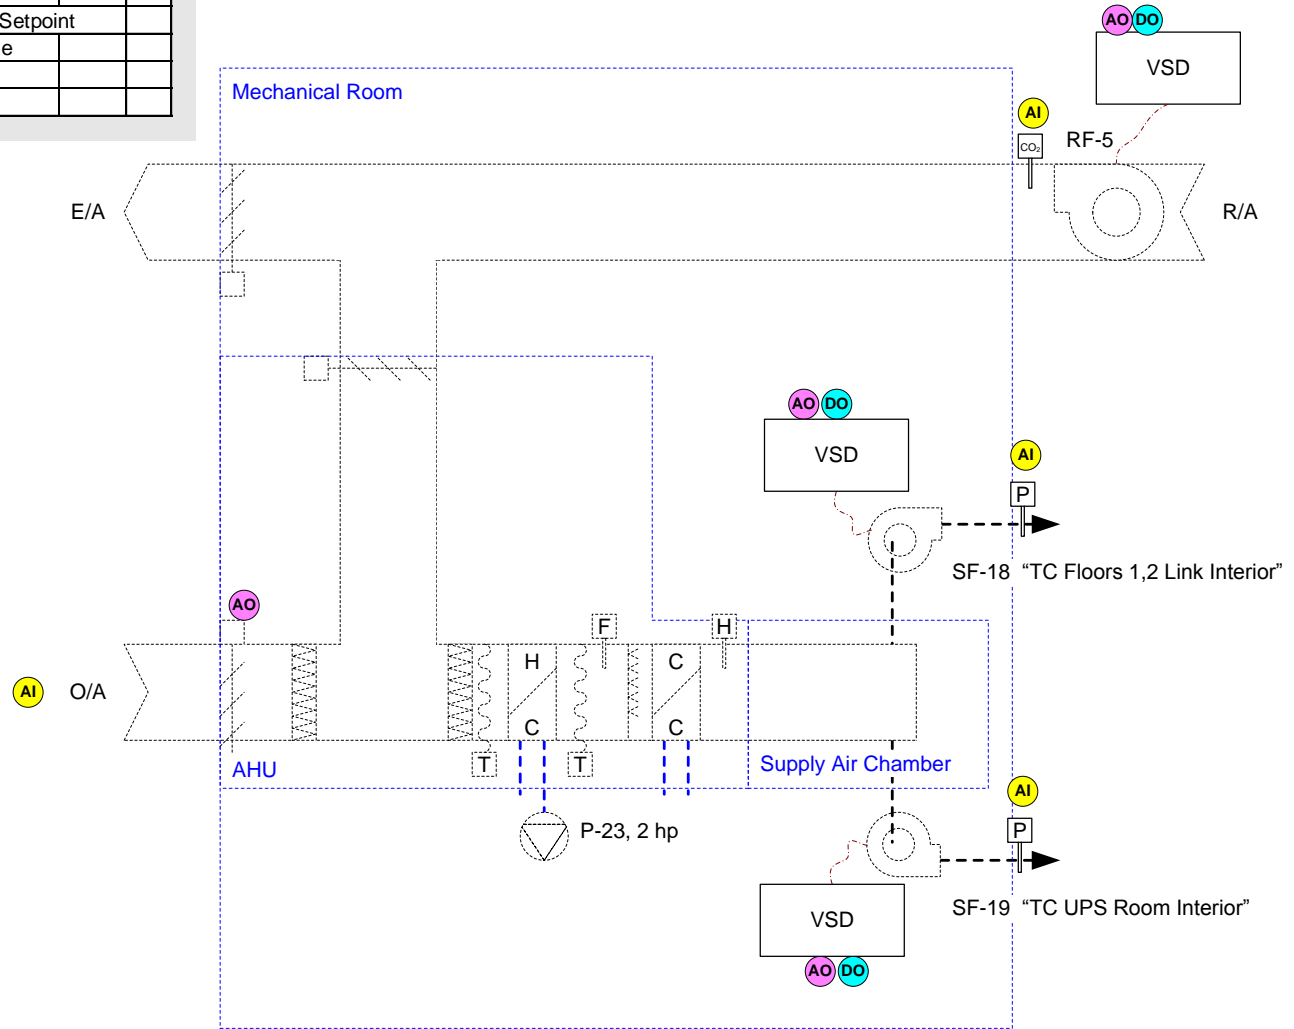 Setpoint
e
AO DO
VSD
Mechanical Room
AI
CO₂
RF-5
E/A
R/A
AO DO
VSD
AI
P
SF-18 “TC Floors 1,2 Link Interior”
AO
F
H
H
C
AI
O/A
C
C
T
T
AHU
Supply Air Chamber
AI
P-23, 2 hp
P
SF-19 “TC UPS Room Interior”
VSD
AO DO